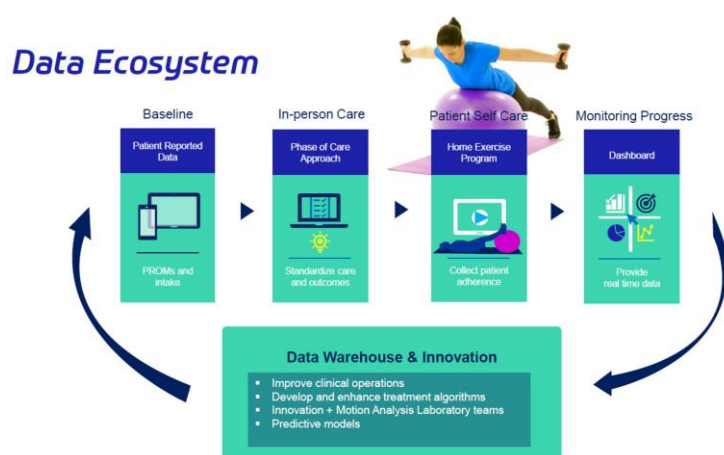 Data Ecosystem
Baseline
In-person Care
Patient Self Care
Monitoring Progress
Patient Reported
Data
Phase of Care
Approach
Home Exercise
Program
Dashboard
PROMs and
intake
Standardize care
and outcomes
Collect patient
adherence
Provide
real time data
Data Warehouse & Innovation
▪ Improve clinical operations
▪ Develop and enhance treatment algorithms
▪ Innovation + Motion Analysis Laboratory teams
▪ Predictive models